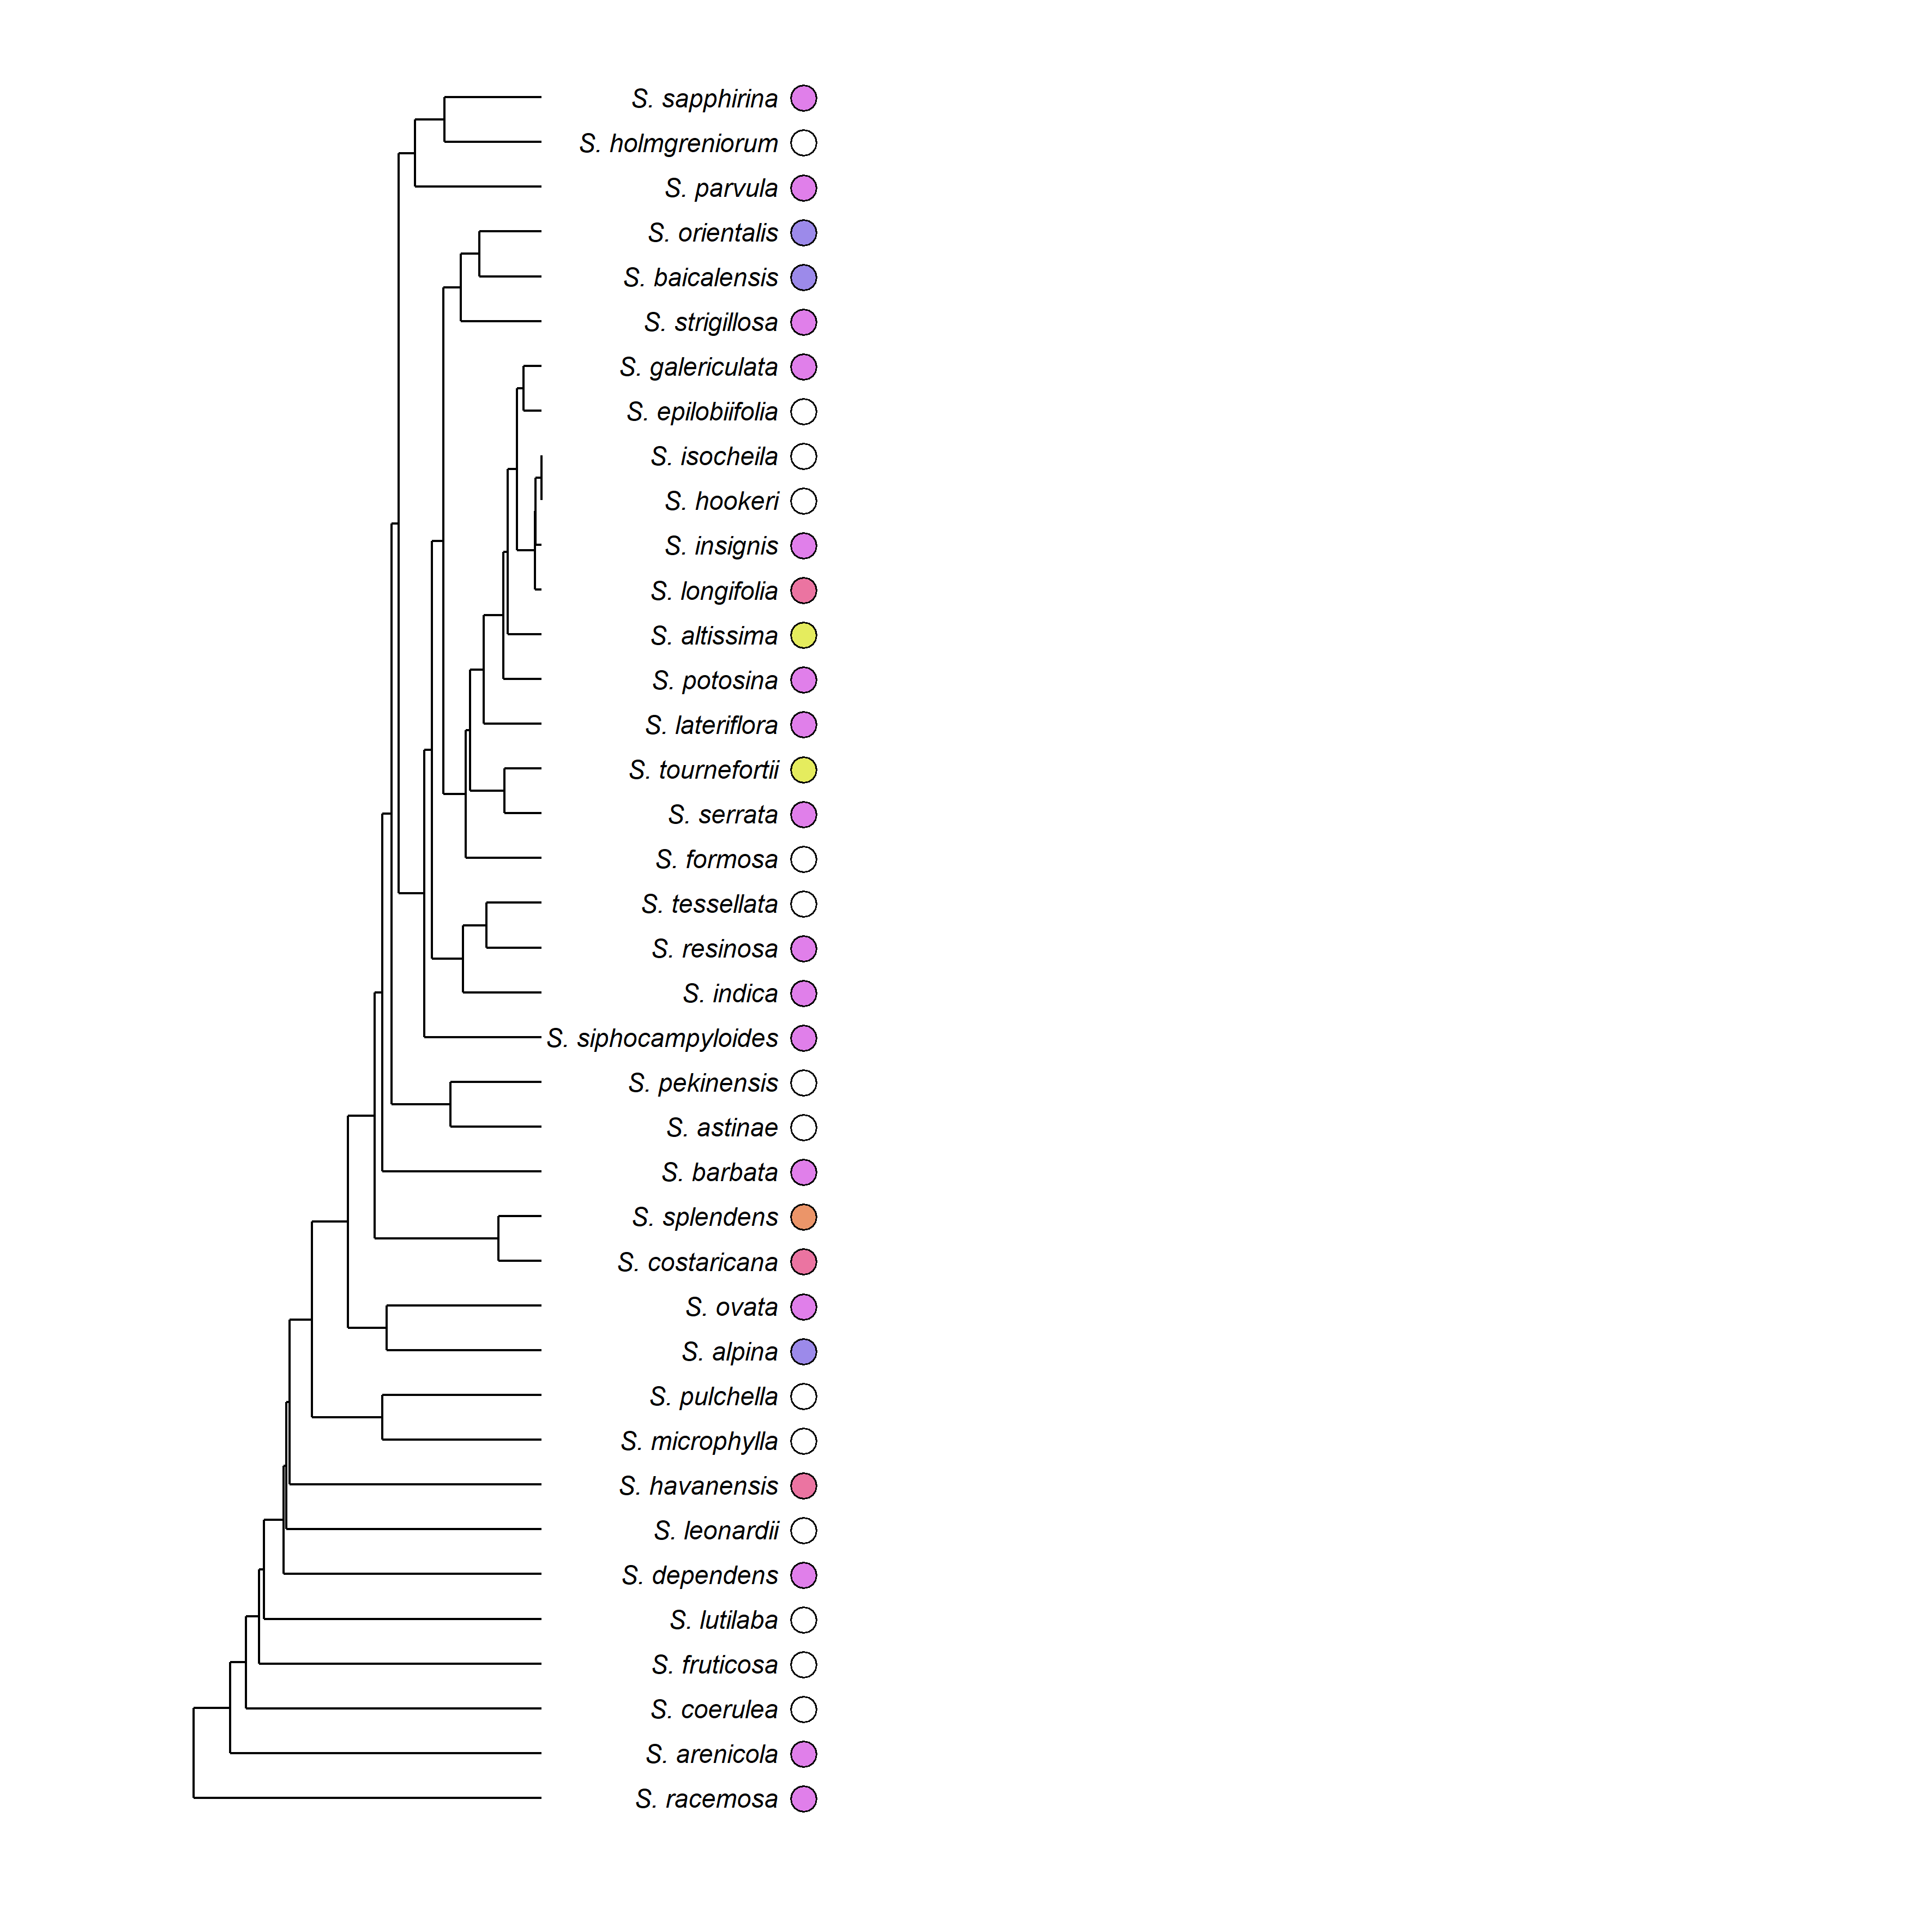 S. sapphirina
S. holmgreniorum
S. parvula
S. orientalis
S. baicalensis
S. strigillosa
S. galericulata
S. epilobiifolia
S. isocheila
S. hookeri
S. insignis
S. longifolia
S. altissima
S. potosina
S. lateriflora
S. tournefortii
S. serrata
S. formosa
S. tessellata
S. resinosa
S. indica
S. siphocampyloides
S. pekinensis
S. astinae
S. barbata
S. splendens
S. costaricana
S. ovata
S. alpina
S. pulchella
S. microphylla
S. havanensis
S. leonardii
S. dependens
S. lutilaba
S. fruticosa
S. coerulea
S. arenicola
S. racemosa